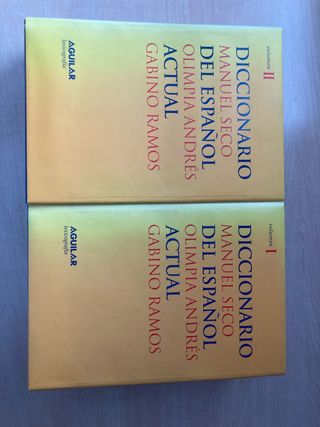 volumen II
DICCIONARIO
MANUEL SECO
DEL ESPAÑOL
OLIMPIA ANDRÉS
ACTUAL
GABINO RAMOS
AGUILAR
lexicografía
volumen I
DICCIONARIO
MANUEL SECO
DEL ESPAÑOL
OLIMPIA ANDRÉS
ACTUAL
GABINO RAMOS
AGUILAR
lexicografía